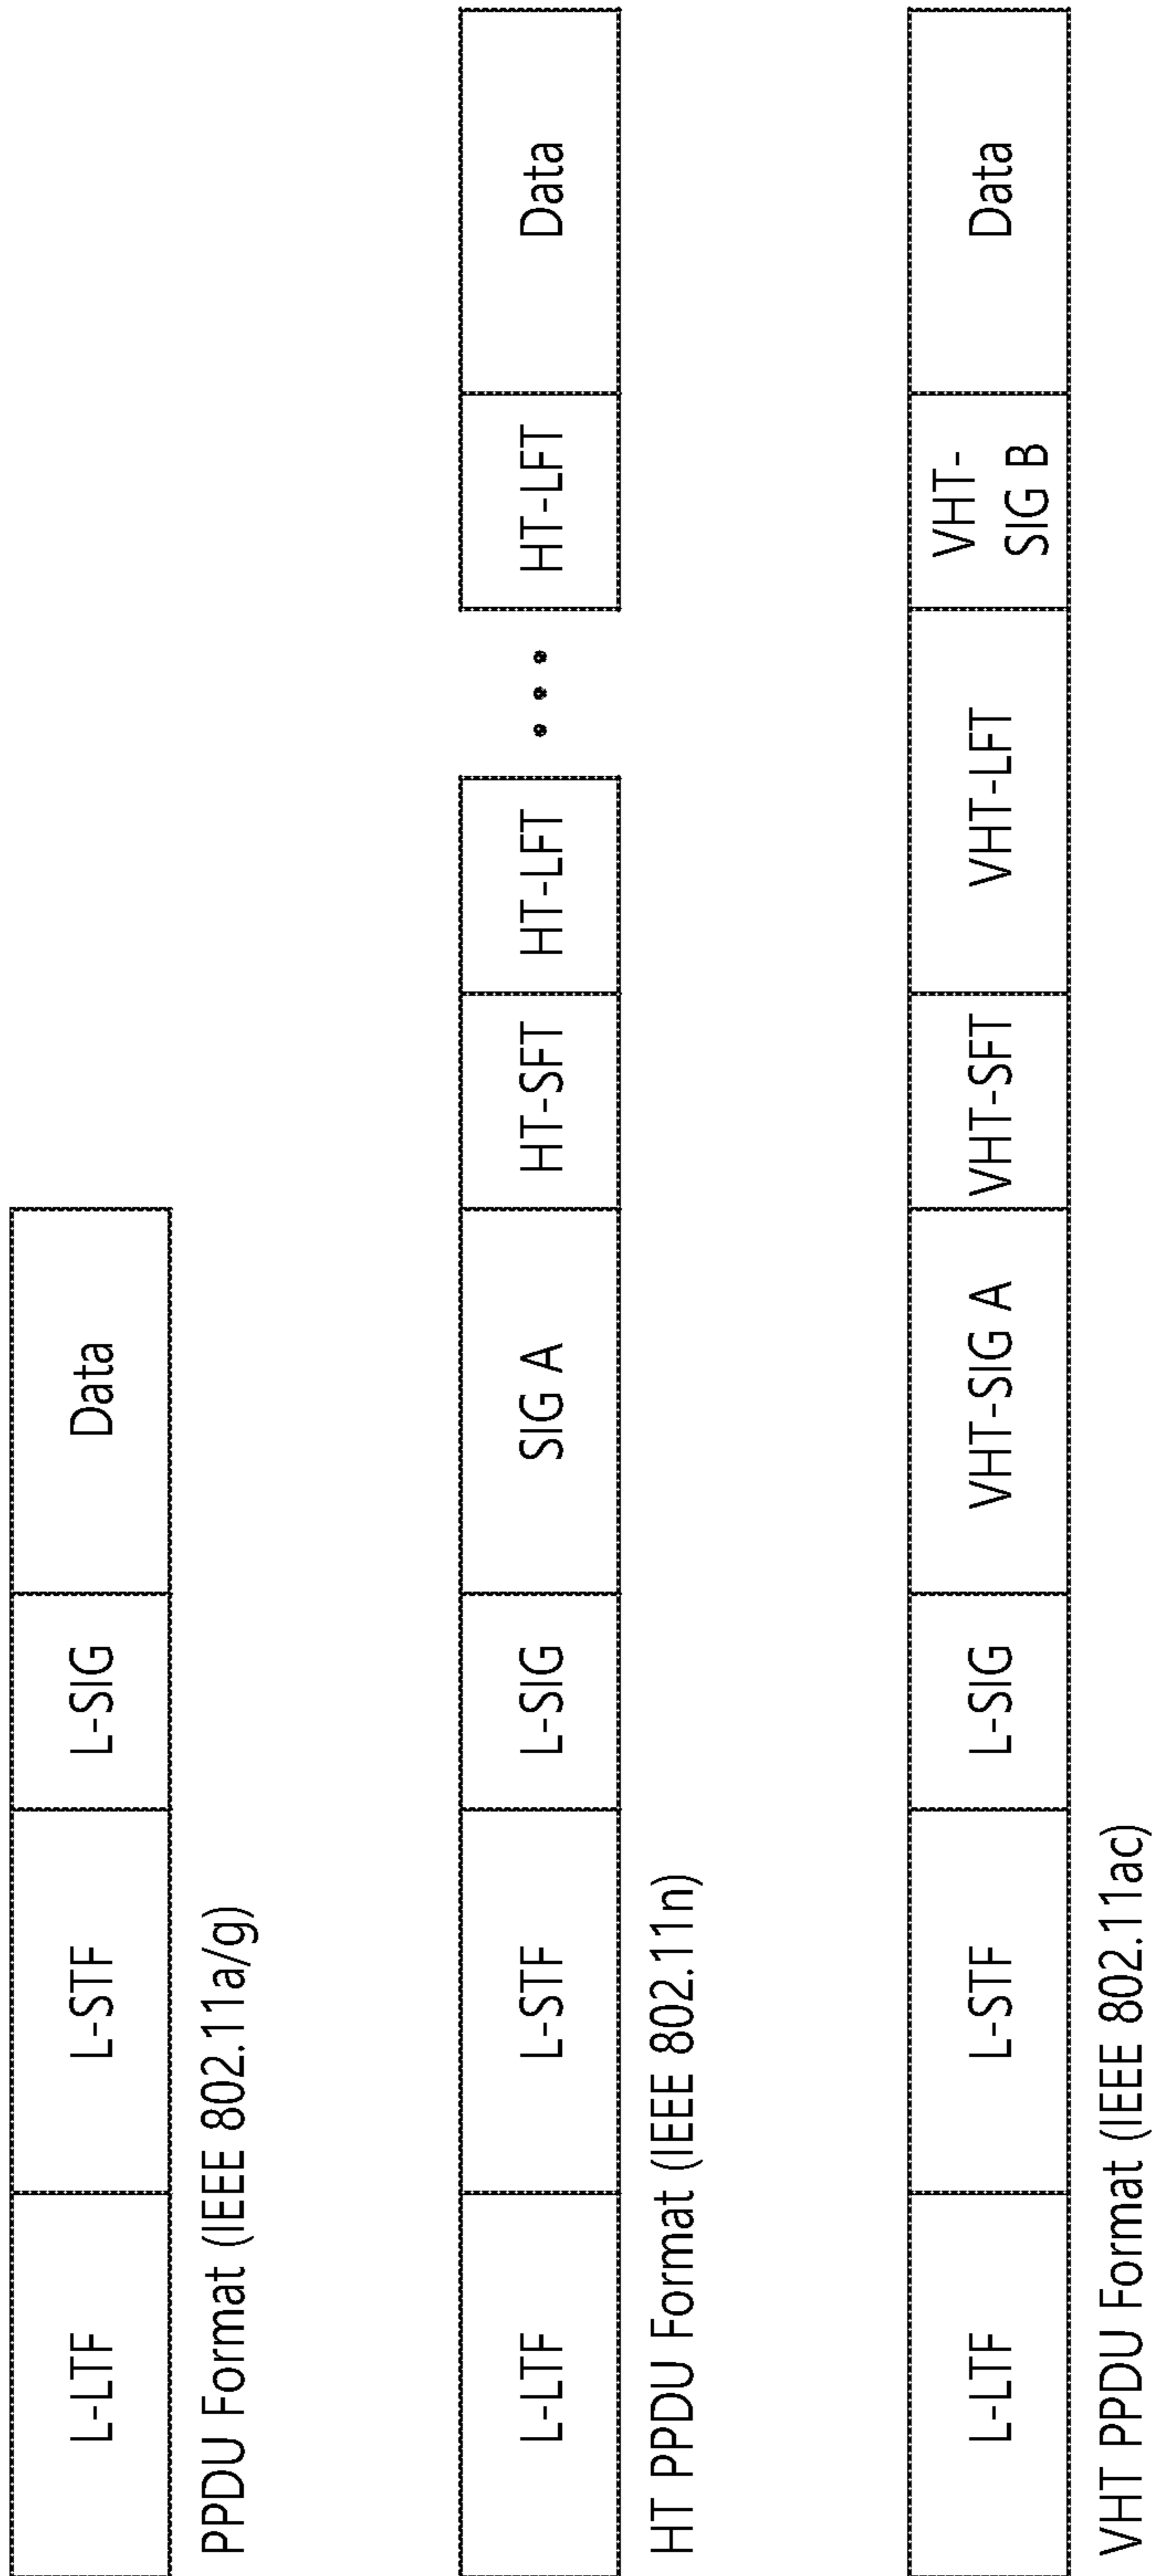 L-LTF
L-STF
L-SIG
Data
PPDU Format (IEEE 802.11a/g)
L-LTF
L-STF
L-SIG
SIG A
HT-SFT
HT-LFT
HT-LFT
Data
HT PPDU Format (IEEE 802.11n)
L-LTF
L-STF
L-SIG
VHT-SIG A
VHT-SFT
VHT-LFT
VHT-
SIG B
Data
VHT PPDU Format (IEEE 802.11ac)